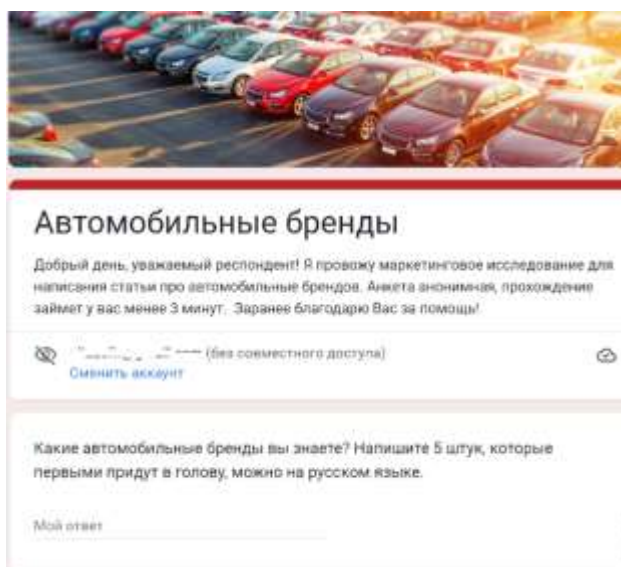 Автомобильные бренды
Добрый день, уважаемый респондент! Я провожу маркетинговое исследование для
написания статьи про автомобильные брендов. Анкета анонимная, прохождение
займет у вас менее 3 минут. Заранее благодарю Вас за помощь!
(без совместного доступа)
Сменить аккаунт
Какие автомобильные бренды вы знаете? Напишите 5 штук, которые
первыми придут в голову, можно на русском языке.
Мой ответ